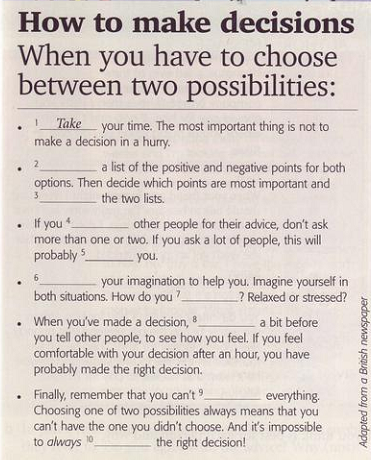 How to make decisions
When you have to choose
between two possibilities:
• 1 Take your time. The most important thing is not to
make a decision in a hurry.
• 2 ________ a list of the positive and negative points for both
options. Then decide which points are most important and
3 ________ the two lists.
• If you 4 ________ other people for their advice, don't ask
more than one or two. If you ask a lot of people, this will
probably 5 ________ you.
• 6 ________ your imagination to help you. Imagine yourself in
both situations. How do you 7 ________? Relaxed or stressed?
• When you've made a decision, 8 ________ a bit before
you tell other people, to see how you feel. If you feel
comfortable with your decision after an hour, you have
probably made the right decision.
• Finally, remember that you can't 9 ________ everything.
Choosing one of two possibilities always means that you
can't have the one you didn't choose. And it's impossible
to always 10 ________ the right decision!
Adapted from a British newspaper